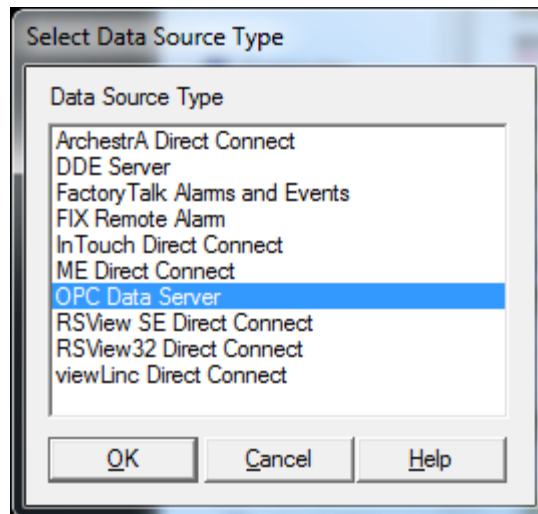 Select Data Source Type
Data Source Type
ArchestrA Direct Connect
DDE Server
FactoryTalk Alarms and Events
FIX Remote Alarm
InTouch Direct Connect
ME Direct Connect
OPC Data Server
RSView SE Direct Connect
RSView32 Direct Connect
viewLinc Direct Connect
OK Cancel Help